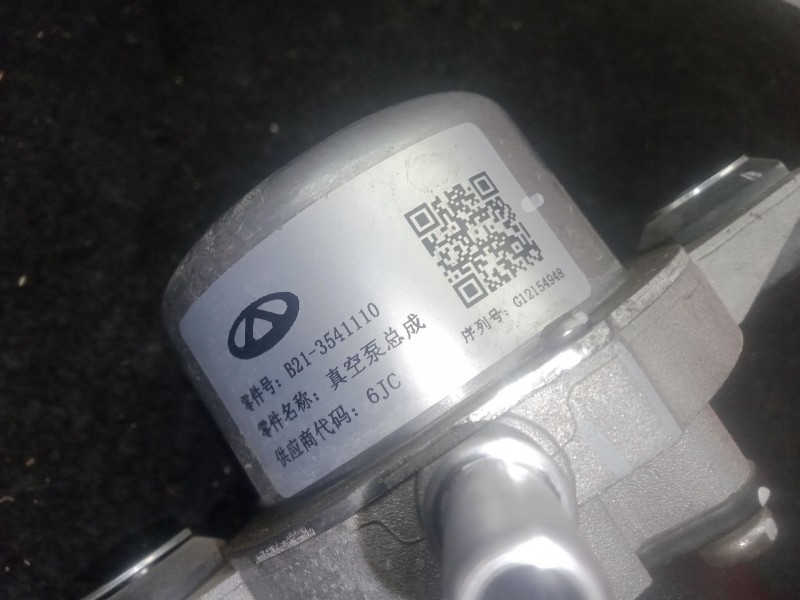 零件号: B21-3541110
零件名称: 真空泵总成
供应商代码: 6JC
序列号: G12154948